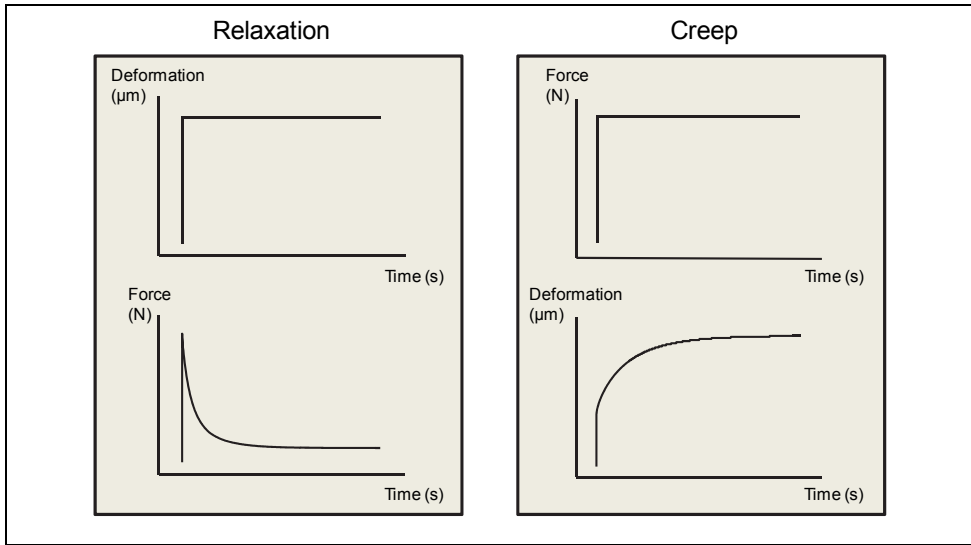 Relaxation
Deformation
(µm)
Time (s)
Force
(N)
Time (s)
Creep
Force
(N)
Time (s)
Deformation
(µm)
Time (s)